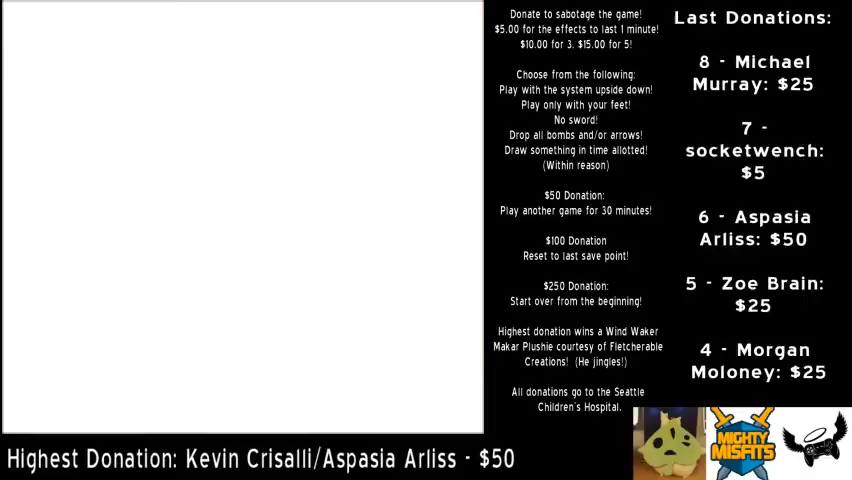 Donate to sabotage the game!
$5.00 for the effects to last 1 minute!
$10.00 for 3. $15.00 for 5!
Choose from the following:
Play with the system upside down!
Play only with your feet!
No sword!
Drop all bombs and/or arrows!
Draw something in time allotted!
(Within reason)
$50 Donation:
Play another game for 30 minutes!
$100 Donation
Reset to last save point!
$250 Donation:
Start over from the beginning!
Highest donation wins a Wind Waker
Makar Plushie courtesy of Fletcherable
Creations! (He jingles!)
All donations go to the Seattle
Children's Hospital.
Last Donations:
8 - Michael
Murray: $25
7 -
socketwench:
$5
6 - Aspasia
Arliss: $50
5 - Zoe Brain:
$25
4 - Morgan
Moloney: $25
MIGHTY
MISFITS
Highest Donation: Kevin Crisalli/Aspasia Arliss - $50